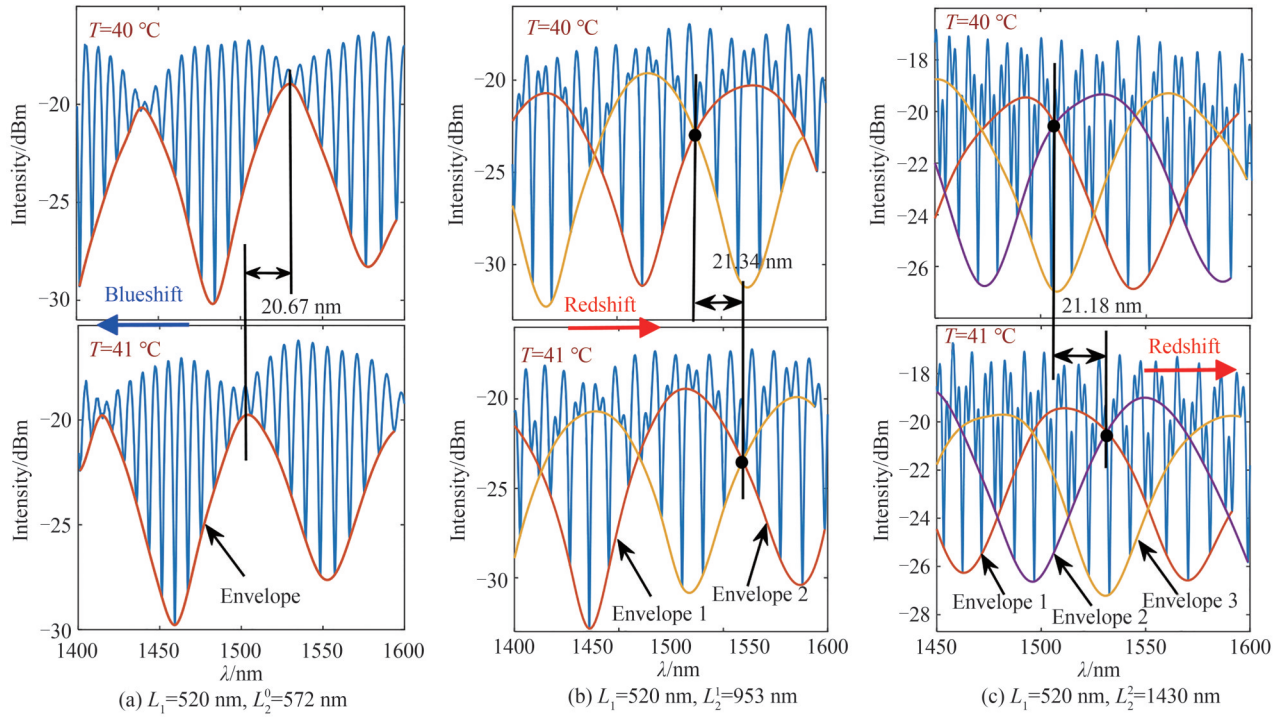 T=40 °C
−20
−25
−30
Intensity/dBm
20.67 nm
Blueshift
T=41 °C
−20
−25
−30
Intensity/dBm
Envelope
1400 1450 1500 1550 1600
λ/nm
(a) L₁=520 nm, L₂⁰=572 nm
T=40 °C
−20
−25
−30
Intensity/dBm
21.34 nm
Redshift
T=41 °C
−20
−25
−30
Intensity/dBm
Envelope 1
Envelope 2
1400 1450 1500 1550 1600
λ/nm
(b) L₁=520 nm, L₂¹=953 nm
T=40 °C
−18
−20
−22
−24
−26
Intensity/dBm
21.18 nm
T=41 °C
Redshift
−18
−20
−22
−24
−26
−28
Intensity/dBm
Envelope 1
Envelope 2
Envelope 3
1450 1500 1550 1600
λ/nm
(c) L₁=520 nm, L₂²=1430 nm